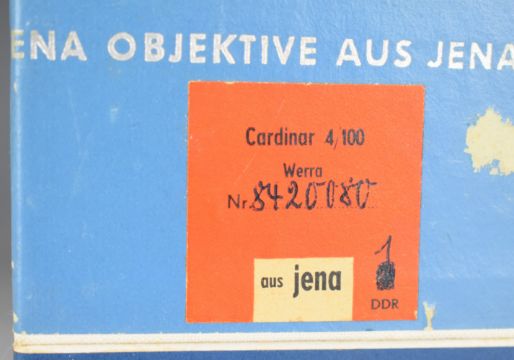 ENA OBJEKTIVE AUS JENA
Cardinar 4/100
Werra
Nr. 8420080
aus jena
1
DDR